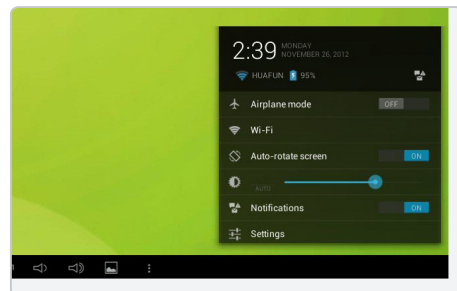 2:39 MONDAY
NOVEMBER 26, 2012
HUAFUN 95%
Airplane mode OFF
Wi-Fi
Auto-rotate screen ON
AUTO
Notifications ON
Settings